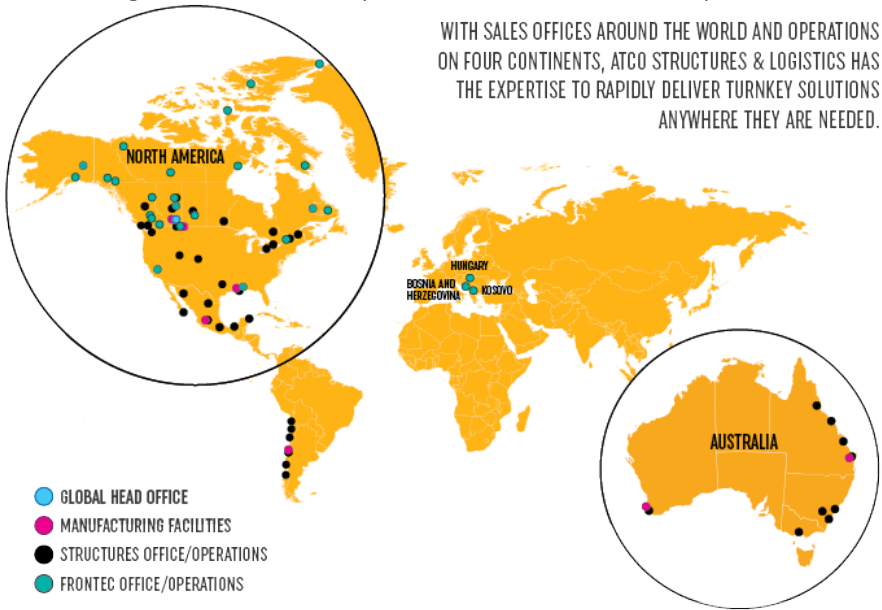 WITH SALES OFFICES AROUND THE WORLD AND OPERATIONS
ON FOUR CONTINENTS, ATCO STRUCTURES & LOGISTICS HAS
THE EXPERTISE TO RAPIDLY DELIVER TURNKEY SOLUTIONS
ANYWHERE THEY ARE NEEDED.
NORTH AMERICA
HUNGARY
BOSNIA AND
HERZEGOVINA
KOSOVO
AUSTRALIA
GLOBAL HEAD OFFICE
MANUFACTURING FACILITIES
STRUCTURES OFFICE/OPERATIONS
FRONTEC OFFICE/OPERATIONS